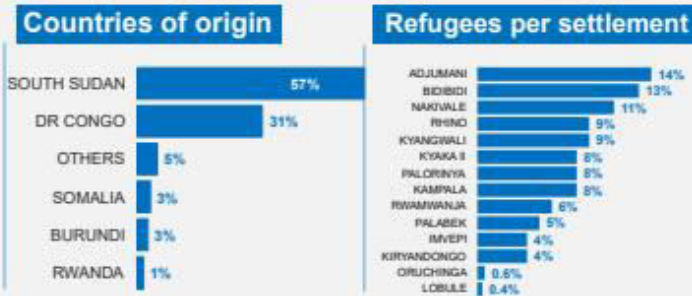 Countries of origin
SOUTH SUDAN 57%
DR CONGO 31%
OTHERS 5%
SOMALIA 3%
BURUNDI 3%
RWANDA 1%
Refugees per settlement
ADJUMANI 14%
BIDIBIDI 13%
NAKIVALE 11%
RHINO 9%
KYANGWALI 9%
KYAKA II 8%
PALORINYA 8%
KAMPALA 8%
RWAMWANJA 6%
PALABEK 5%
IMVEPI 4%
KIRYANDONGO 4%
ORUCHINGA 0.6%
LOBULE 0.4%